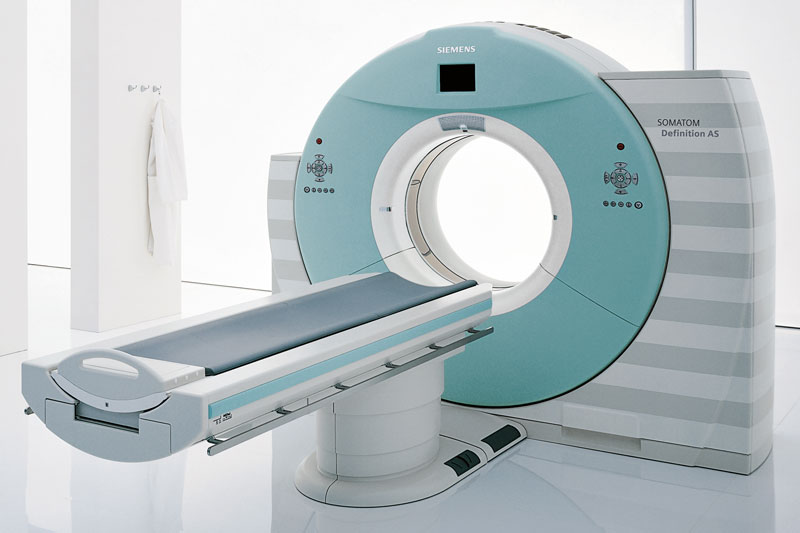 SIEMENS
SOMATOM
Definition AS